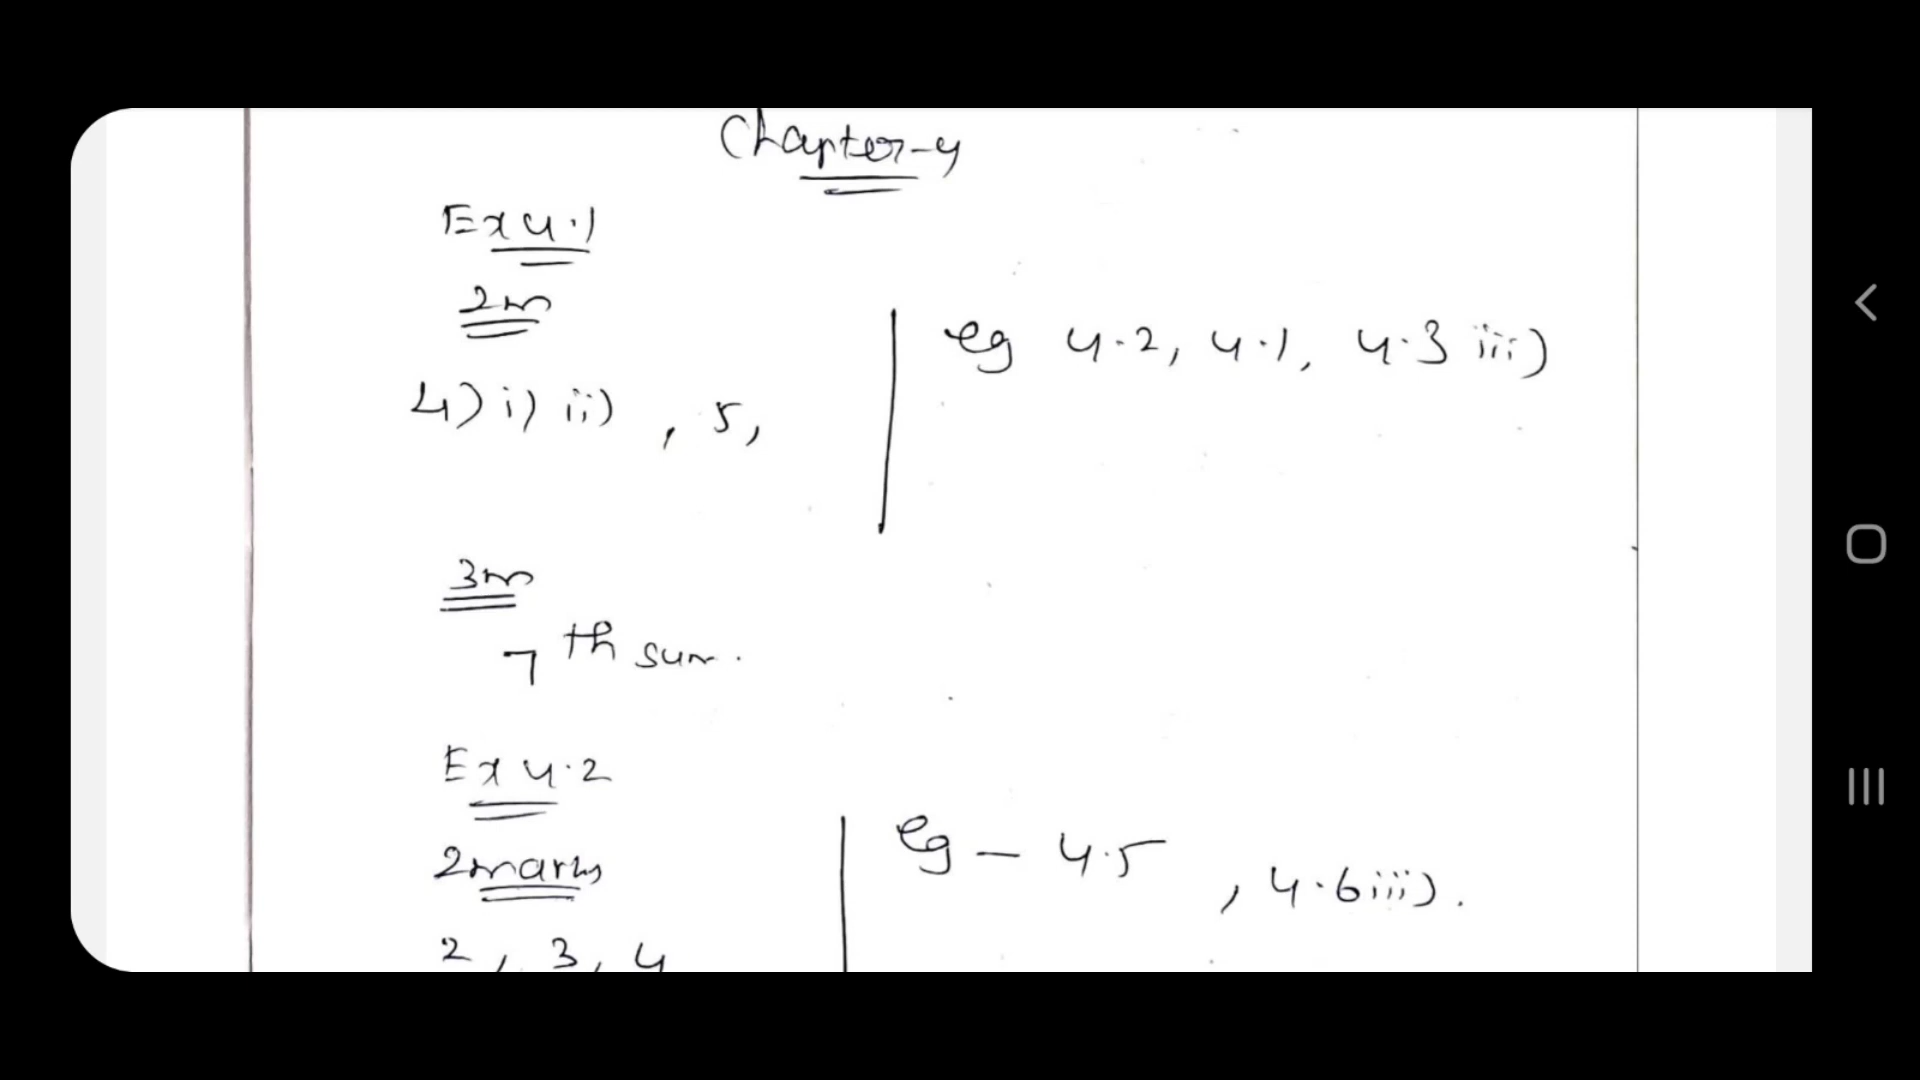 Chapter-4
Ex 4.1
2m
4) i) ii) , 5,
eg 4.2, 4.1, 4.3 iii)
3m
7th sum.
Ex 4.2
2marks
2, 3, 4
eg - 4.5 , 4.6 iii).